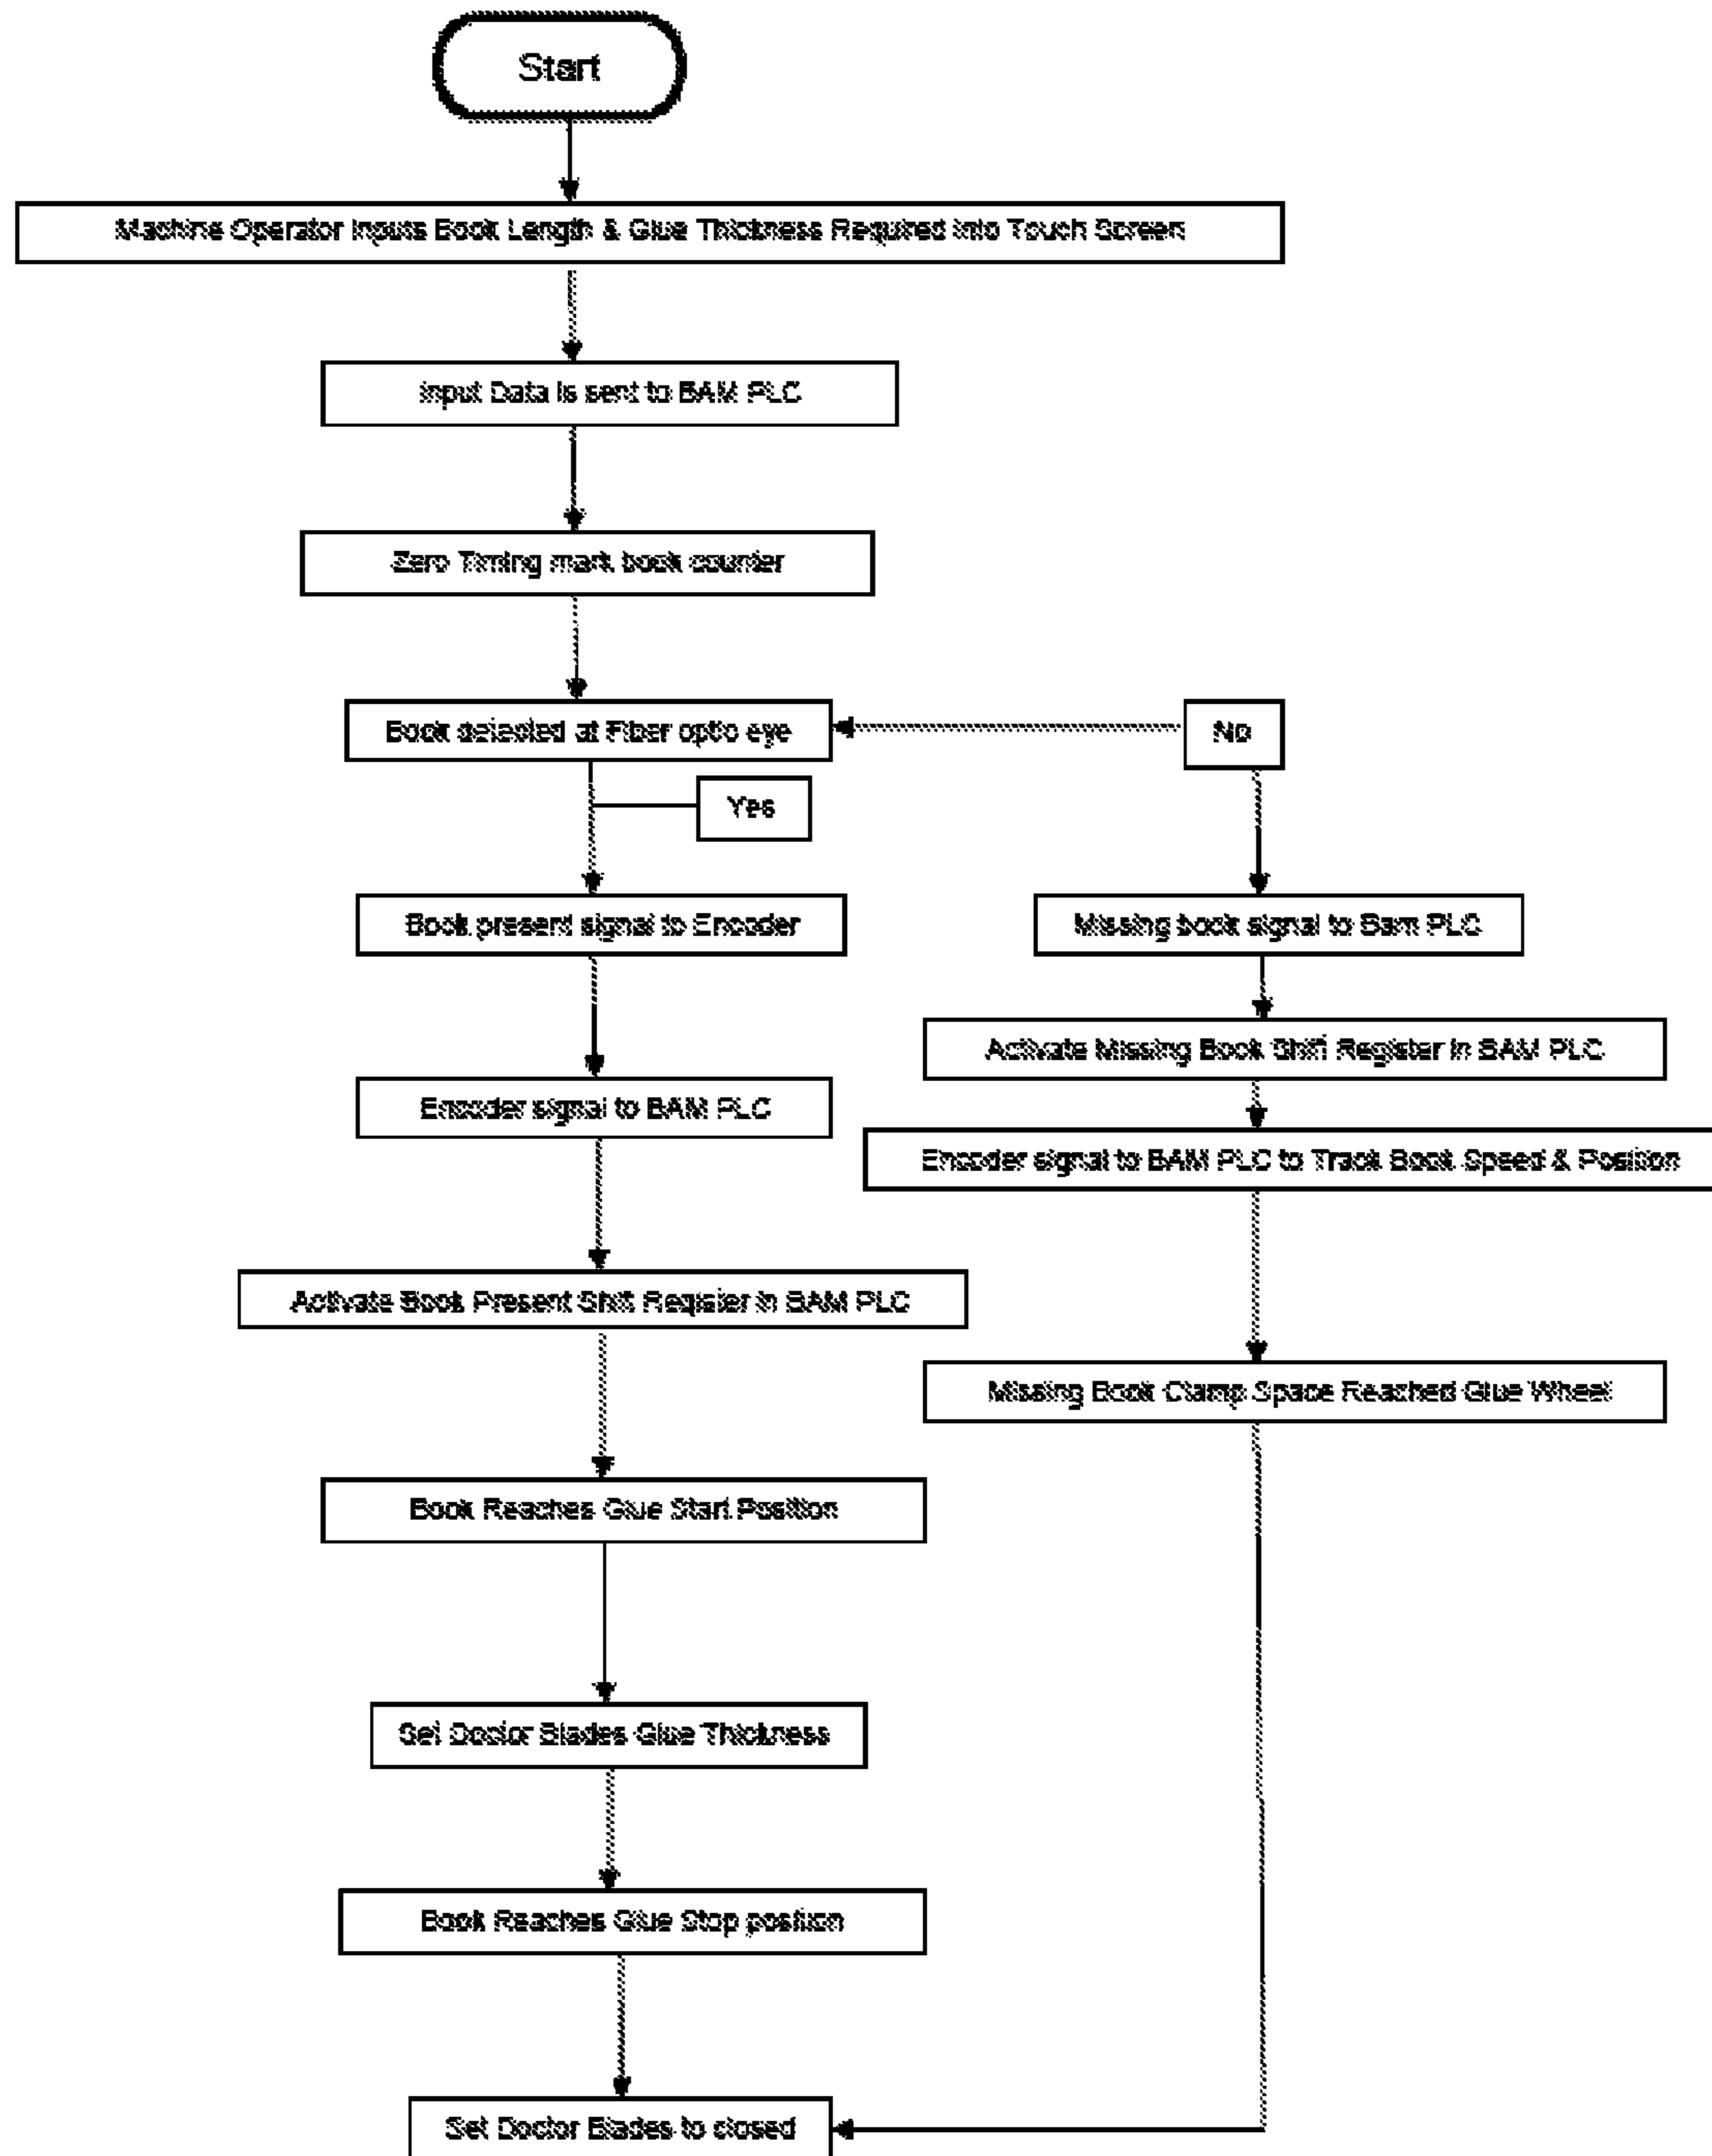 Start
Machine Operator Inputs Book Length & Glue Thickness Required into Touch Screen
Input Data is sent to BAM PLC
Zero Timing mark book counter
Book detected at Fiber optic eye
No
Yes
Book present signal to Encoder
Missing book signal to Bam PLC
Activate Missing Book Shift Register in BAM PLC
Encoder signal to BAM PLC
Encoder signal to BAM PLC to Track Book Speed & Position
Activate Book Present Shift Register in BAM PLC
Missing Book Clamp Space Reached Glue Wheel
Book Reaches Glue Start Position
Set Doctor Blades Glue Thickness
Book Reaches Glue Stop position
Set Doctor Blades to closed